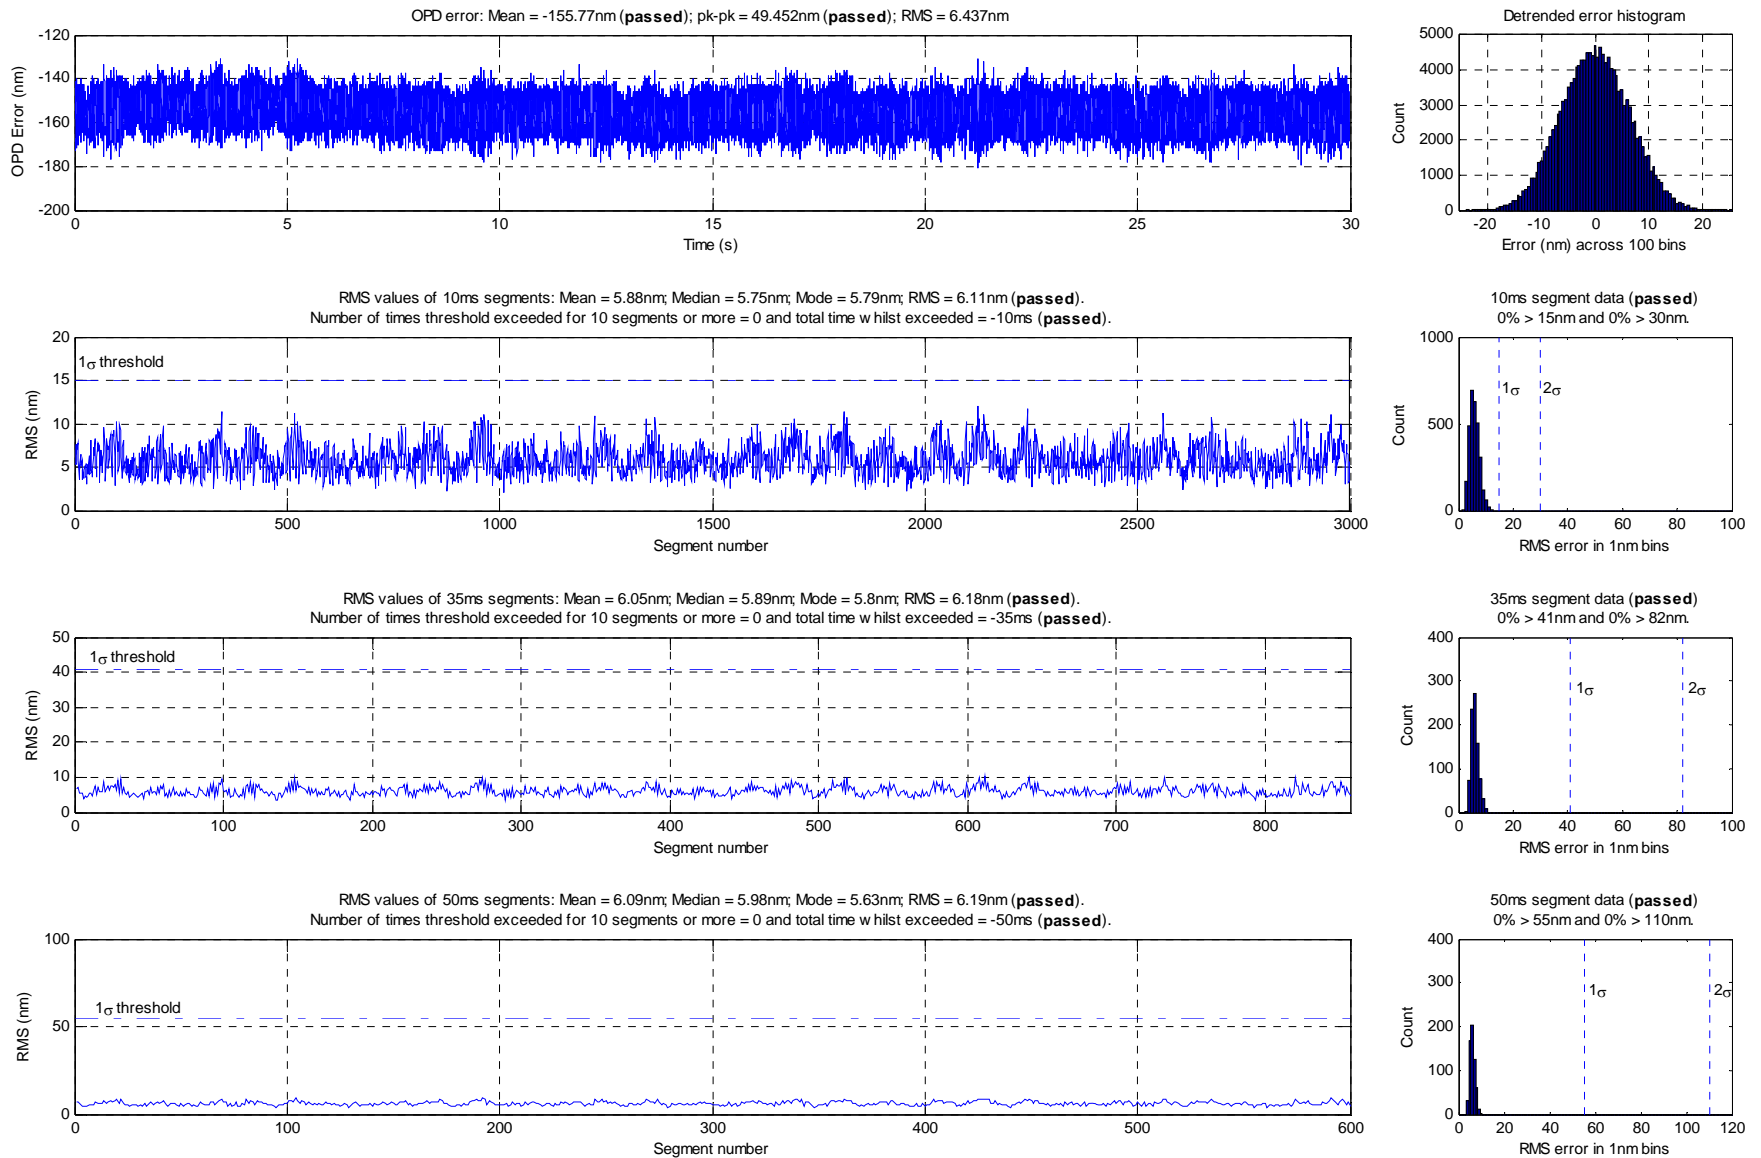 OPD error: Mean = -155.77nm (passed); pk-pk = 49.452nm (passed); RMS = 6.437nm
-120
-140
-160
-180
-200
OPD Error (nm)
0 5 10 15 20 25 30
Time (s)
Detrended error histogram
5000
4000
3000
2000
1000
0
Count
-20 -10 0 10 20
Error (nm) across 100 bins
RMS values of 10ms segments: Mean = 5.88nm; Median = 5.75nm; Mode = 5.79nm; RMS = 6.11nm (passed).
Number of times threshold exceeded for 10 segments or more = 0 and total time whilst exceeded = -10ms (passed).
20
15
10
5
0
RMS (nm)
1σ threshold
0 500 1000 1500 2000 2500 3000
Segment number
10ms segment data (passed)
0% > 15nm and 0% > 30nm.
1000
500
0
Count
1σ 2σ
0 20 40 60 80 100
RMS error in 1nm bins
RMS values of 35ms segments: Mean = 6.05nm; Median = 5.89nm; Mode = 5.8nm; RMS = 6.18nm (passed).
Number of times threshold exceeded for 10 segments or more = 0 and total time whilst exceeded = -35ms (passed).
50
40
30
20
10
0
RMS (nm)
1σ threshold
0 100 200 300 400 500 600 700 800
Segment number
35ms segment data (passed)
0% > 41nm and 0% > 82nm.
400
300
200
100
0
Count
1σ 2σ
0 20 40 60 80 100
RMS error in 1nm bins
RMS values of 50ms segments: Mean = 6.09nm; Median = 5.98nm; Mode = 5.63nm; RMS = 6.19nm (passed).
Number of times threshold exceeded for 10 segments or more = 0 and total time whilst exceeded = -50ms (passed).
100
50
0
RMS (nm)
1σ threshold
0 100 200 300 400 500 600
Segment number
50ms segment data (passed)
0% > 55nm and 0% > 110nm.
400
300
200
100
0
Count
1σ 2σ
0 20 40 60 80 100 120
RMS error in 1nm bins